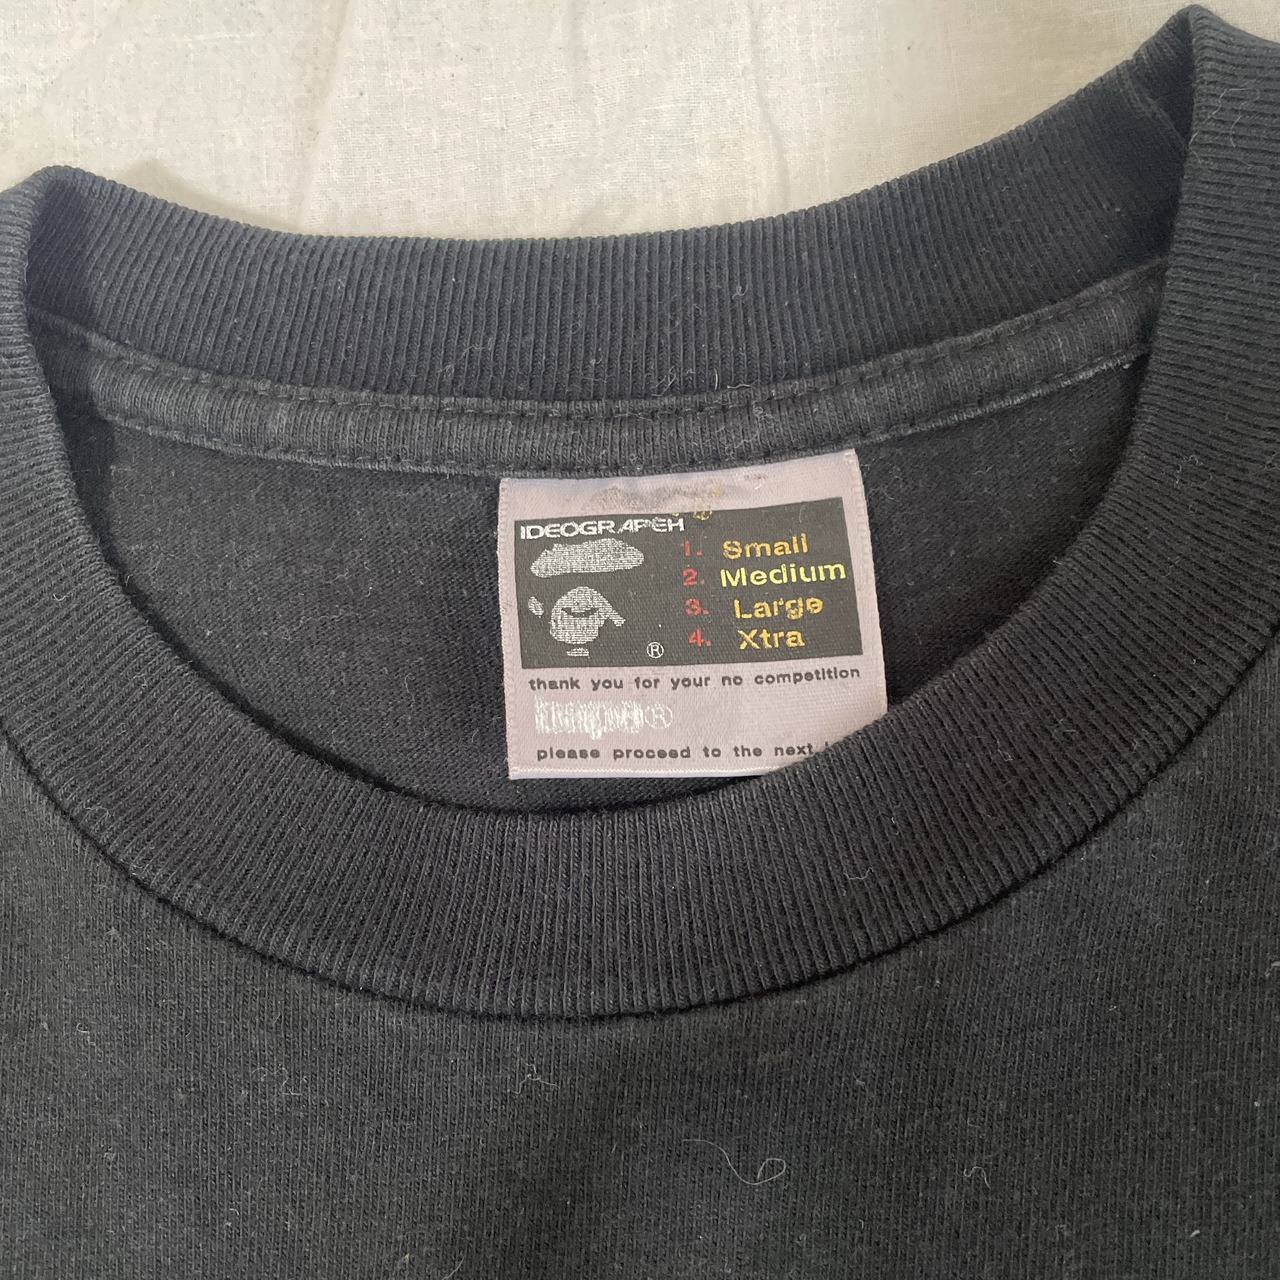 IDEOGRAPEH
1. Small
2. Medium
3. Large
4. Xtra
®
thank you for your no competition
®
please proceed to the next